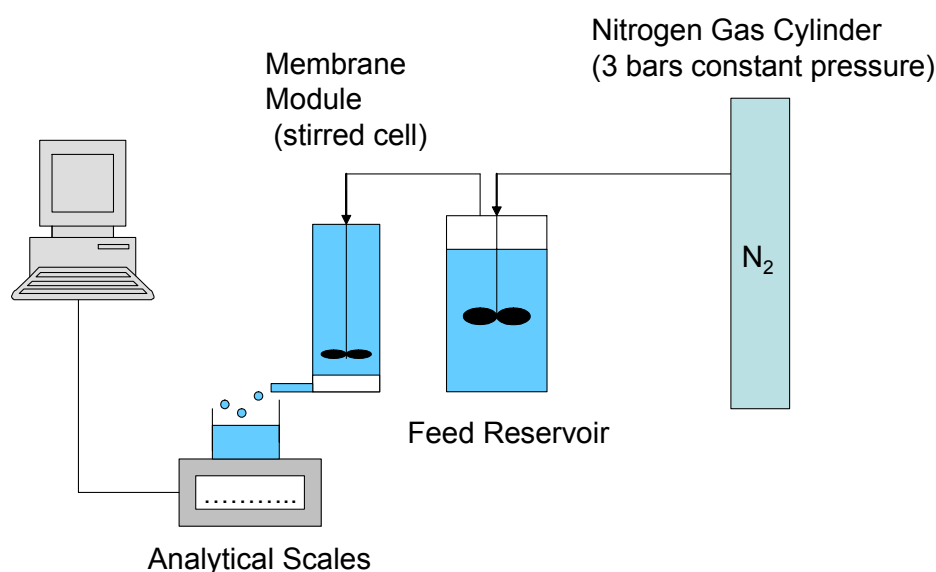 Nitrogen Gas Cylinder
(3 bars constant pressure)
Membrane
Module
(stirred cell)
N₂
Feed Reservoir
...........
Analytical Scales